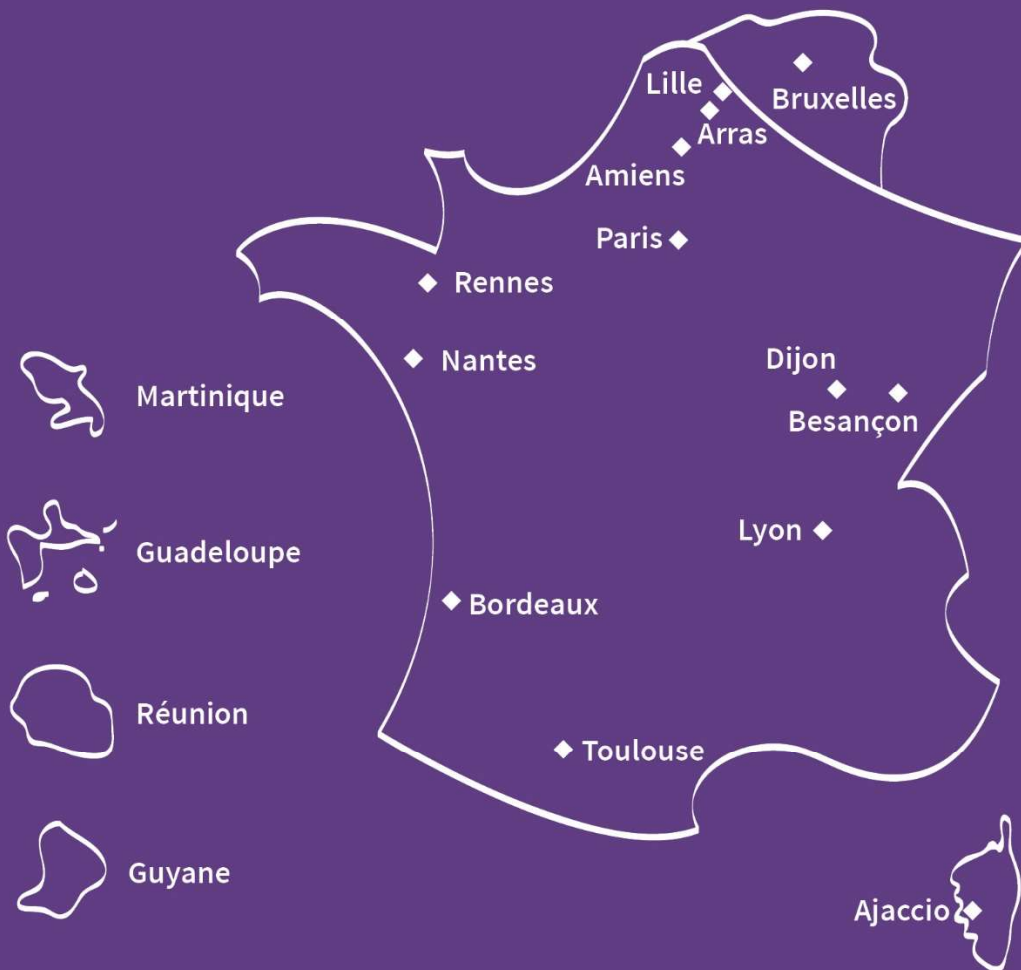 Lille
Bruxelles
Arras
Amiens
Paris
Rennes
Nantes
Dijon
Besançon
Martinique
Lyon
Guadeloupe
Bordeaux
Réunion
Toulouse
Guyane
Ajaccio